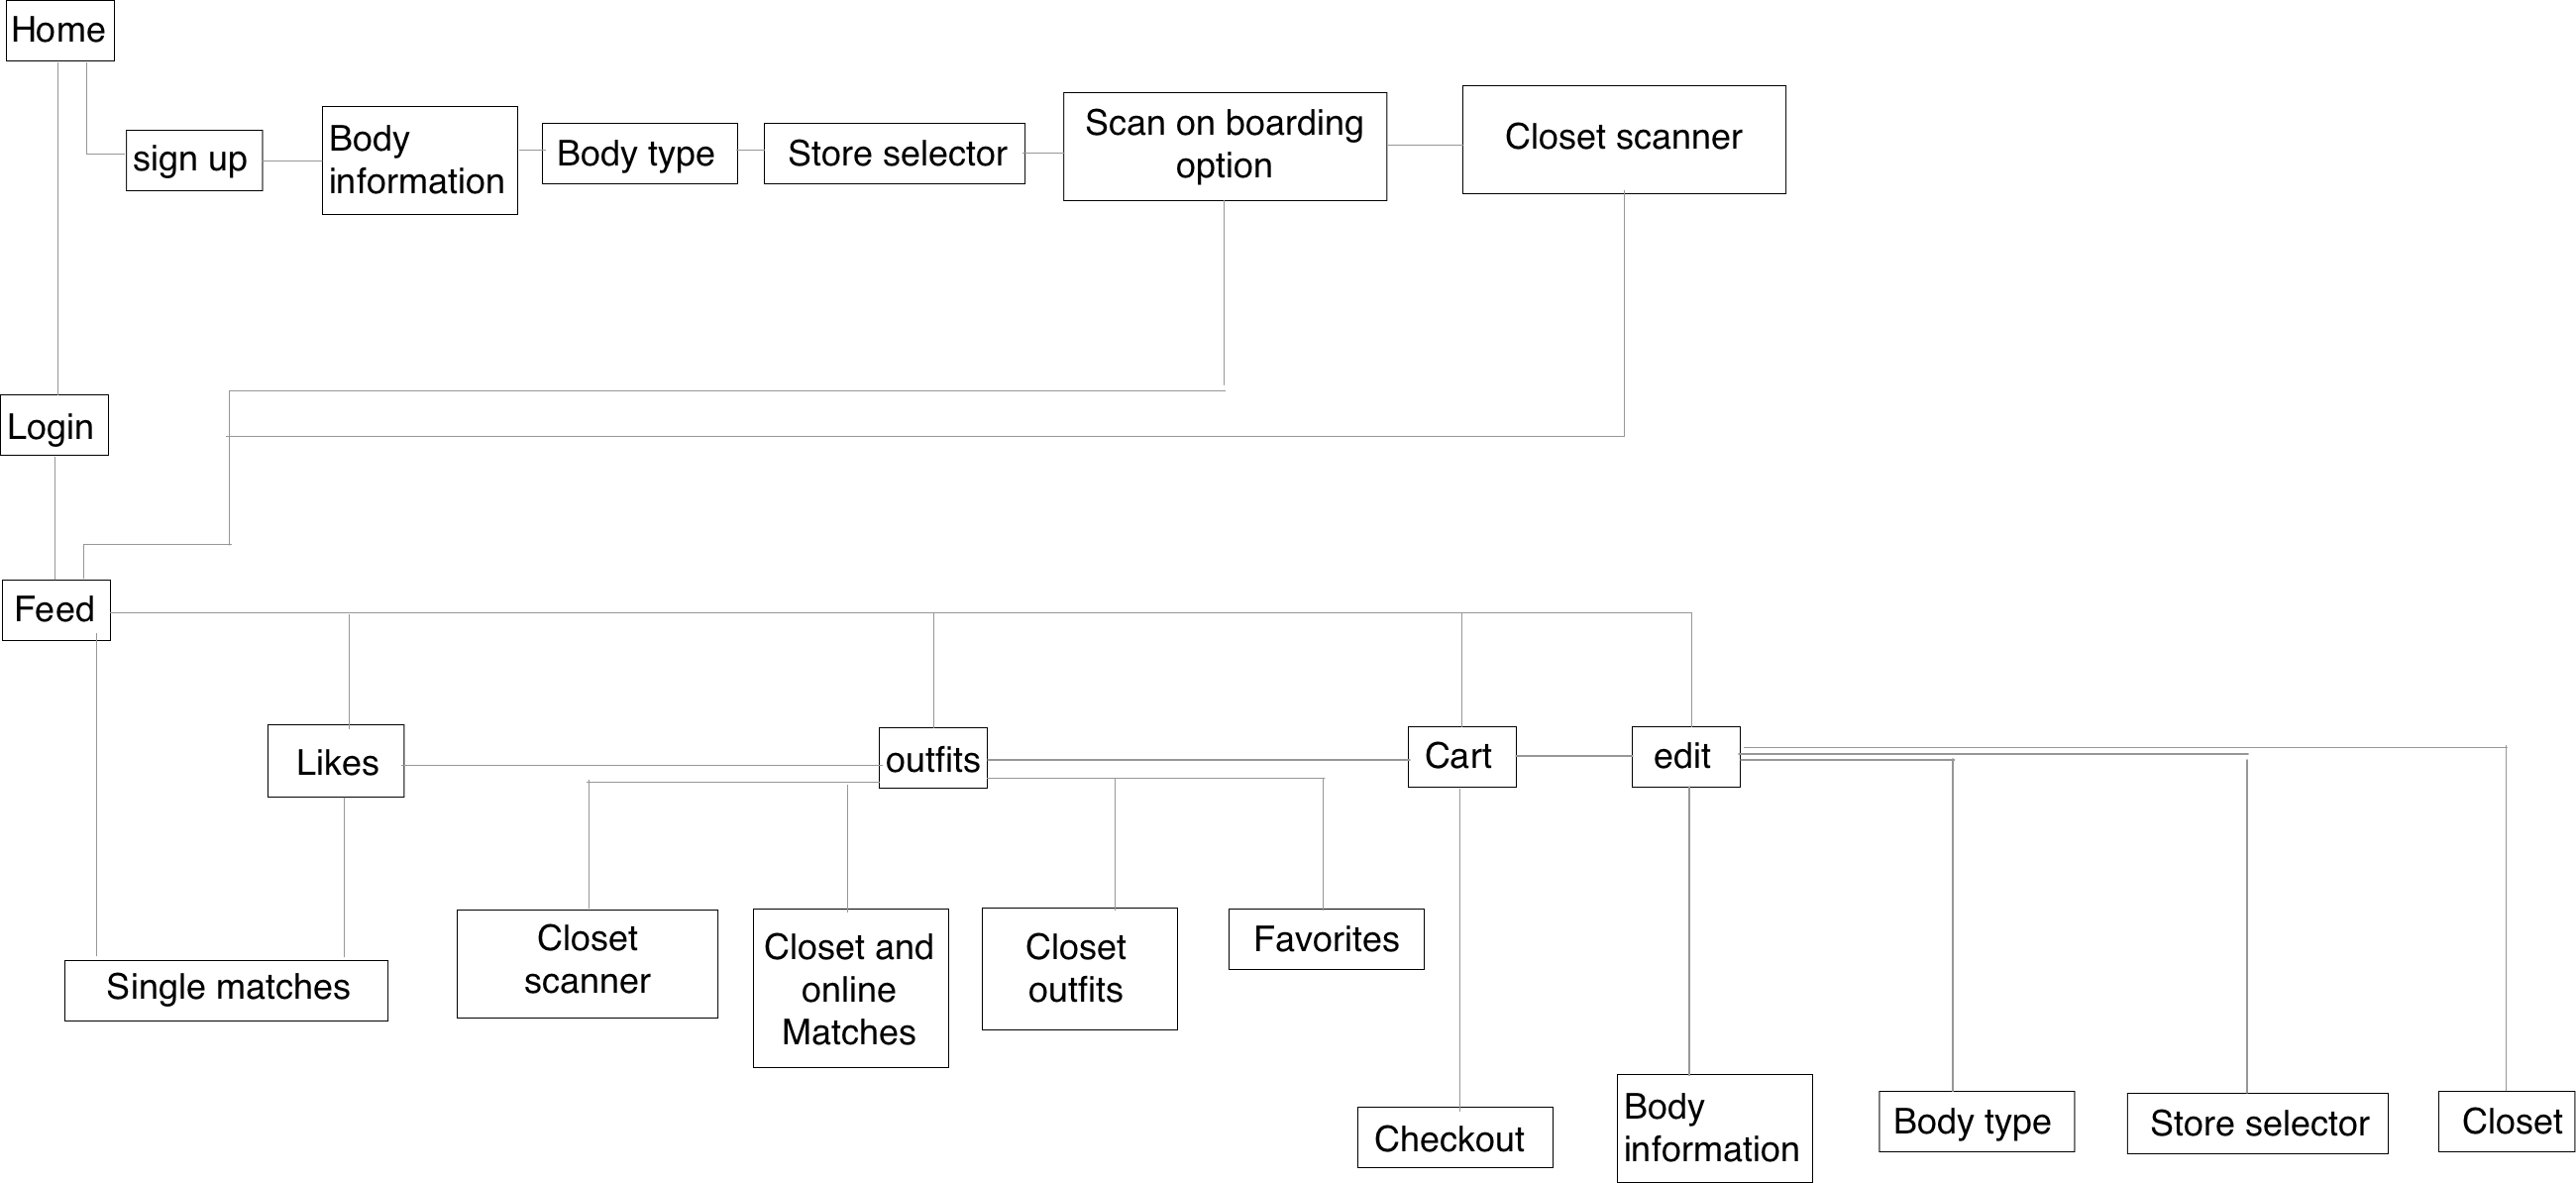 Home
sign up
Body
information
Body type
Store selector
Scan on boarding
option
Closet scanner
Login
Feed
Likes
outfits
Cart
edit
Single matches
Closet
scanner
Closet and
online
Matches
Closet
outfits
Favorites
Checkout
Body
information
Body type
Store selector
Closet